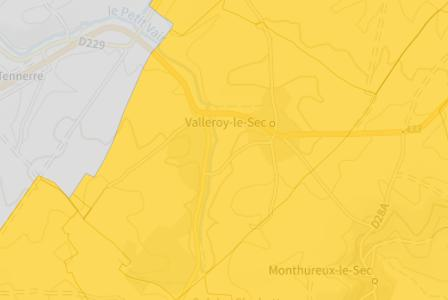 le Petit Vair
D229
Tennerre
Valleroy-le-Sec
D28A
Monthureux-le-Sec